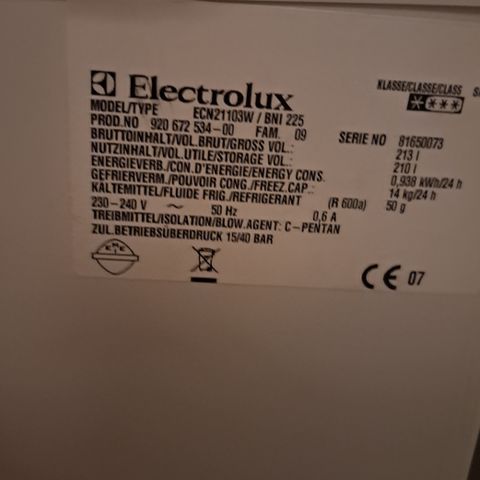 Electrolux
KLASSE/CLASSE/CLASS
MODEL/TYPE ECN21103W / BNI 225
PROD.NO 920 672 534-00 FAM. 09 SERIE NO 81650073
BRUTTOINHALT/VOL.BRUT/GROSS VOL.: 213 l
NUTZINHALT/VOL.UTILE/STORAGE VOL.: 210 l
ENERGIEVERB./CON.D'ENERGIE/ENERGY CONS. 0,938 kWh/24 h
GEFRIERVERM./POUVOIR CONG./FREEZ.CAP.: 14 kg/24 h
KÄLTEMITTEL/FLUIDE FRIG./REFRIGERANT (R 600a) 50 g
230-240 V ~ 50 Hz 0,6 A
TREIBMITTEL/ISOLATION/BLOW.AGENT: C-PENTAN
ZUL.BETRIEBSÜBERDRUCK 15/40 BAR
CE 07